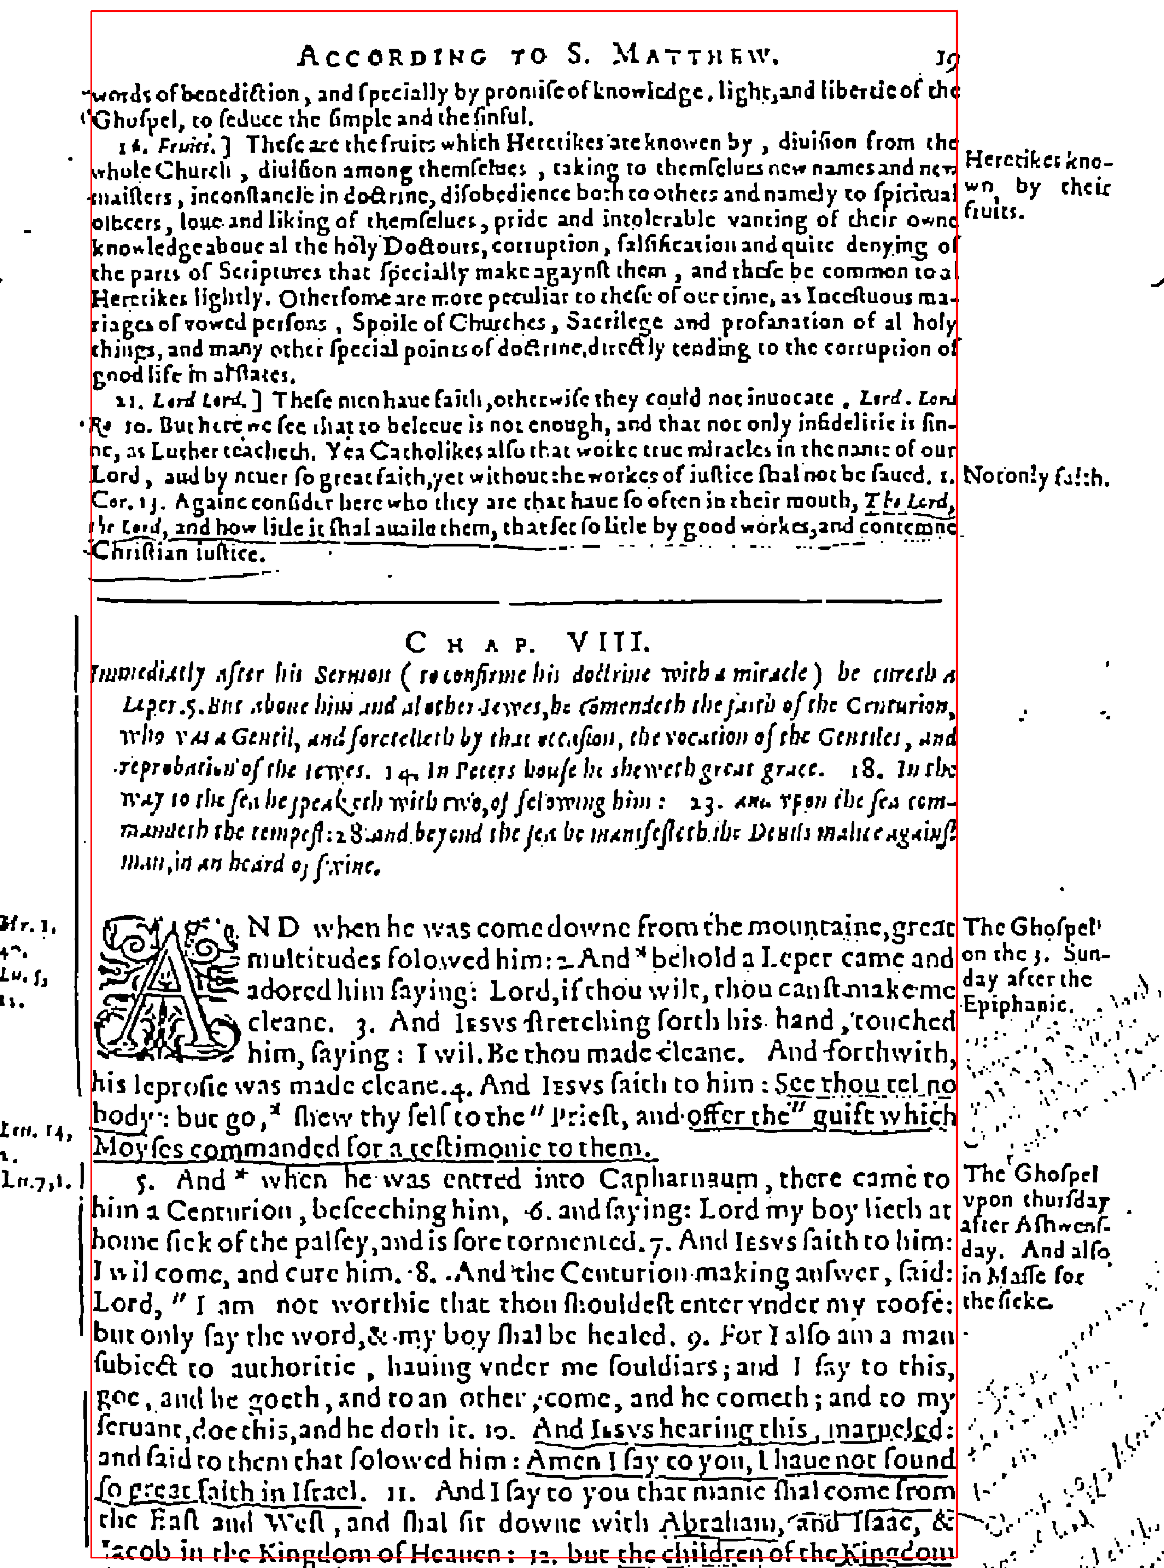 ACCORDING TO S. MATTHEW. 19
words of benediction, and ſpecially by promiſe of knowledge, light, and libertie of the
Ghoſpel, to ſeduce the ſimple and the ſinful.
16. Fruites.] Theſe are the fruits which Heretikes are knowen by, diuiſion from the
whole Church, diuiſion among themſelues, taking to themſelues new names and new
maiſters, inconſtancie in doctrine, diſobedience both to others and namely to ſpiritual
officers, loue and liking of themſelues, pride and intolerable vanting of their owne
knowledge aboue al the holy Doctours, corruption, falſification and quite denying of
the parts of Scriptures that ſpecially make agaynſt them, and theſe be common to al
Heretikes lightly. Otherſome are more peculiar to theſe of our time, as Inceſtuous ma-
riages of vowed perſons, Spoile of Churches, Sacrilege and profanation of al holy
things, and many other ſpecial points of doctrine, directly tending to the corruption of
good life in al ſtates.
Heretikes kno-
wn by their
fruits.
21. Lord Lord.] Theſe men haue faith, otherwiſe they could not inuocate, Lord. Lord
Ro 10. But here we ſee that to beleeue is not enough, and that not only infidelitie is ſin-
ne, as Luther teacheth. Yea Catholikes alſo that worke true miracles in the name of our
Lord, and by neuer ſo great faith, yet without the workes of iuſtice ſhal not be ſaued. 1.
Cor. 13. Againe conſider here who they are that haue ſo often in their mouth, The Lord,
the Lord, and how litle it ſhal auaile them, that ſet ſo litle by good workes, and contemne
Chriſtian iuſtice.
Not only faith.
CHAP. VIII.
Immediatly after his Sermon (to confirme his doctrine with a miracle) he cureth a
Leper. 5. But aboue him and al other Iewes, he cõmendeth the faith of the Centurion,
who vvas a Gentil, and foretelleth by that occaſion, the vocation of the Gentiles, and
reprobation of the Iewes. 14. In Peters houſe he ſheweth great grace. 18. In the
way to the ſea he ſpeaketh with two, of folowing him: 23. and vpon the ſea com-
mandeth the tempeſt: 28. and beyond the ſea he manifeſteth the Deuils malice againſt
man, in an heard of ſwine.
AND when he was come downe from the mountaine, great
multitudes folowed him: 2. And * behold a Leper came and
adored him ſaying: Lord, if thou wilt, thou canſt make me
cleane. 3. And IESVS ſtretching forth his hand, touched
him, ſaying: I wil. Be thou made cleane. And forthwith,
his leproſie was made cleane. 4. And IESVS ſaith to him: See thou tel no
body: but go, * ſhew thy ſelf to the " Prieſt, and offer the " guift which
Moyſes commanded for a teſtimonie to them.
Mr. 1,
40.
Lu. 5,
12.
The Ghoſpel
on the 3. Sun-
day after the
Epiphanie.
Leu. 14,
2.
5. And * when he was entred into Capharnaum, there came to
him a Centurion, beſeeching him, 6. and ſaying: Lord my boy lieth at
home ſick of the palſey, and is ſore tormented. 7. And IESVS ſaith to him:
I wil come, and cure him. 8. And the Centurion making anſwer, ſaid:
Lord, " I am not worthie that thou ſhouldeſt enter vnder my roofe:
but only ſay the word, & my boy ſhal be healed. 9. For I alſo am a man
ſubiect to authoritie, hauing vnder me ſouldiars; and I ſay to this,
goe, and he goeth, and to an other, come, and he cometh; and to my
ſeruant, doe this, and he doth it. 10. And IESVS hearing this, marueled:
and ſaid to them that folowed him: Amen I ſay to you, I haue not found
ſo great faith in Iſrael. 11. And I ſay to you that manie ſhal come from
the Eaſt and Weſt, and ſhal ſit downe with Abraham, and Iſaac, &
Iacob in the Kingdom of Heauen: 12. but the children of the Kingdom
Lu. 7, 1.
The Ghoſpel
vpon thurſday
after Aſhwenſ-
day. And alſo
in Maſſe for
the ſicke.